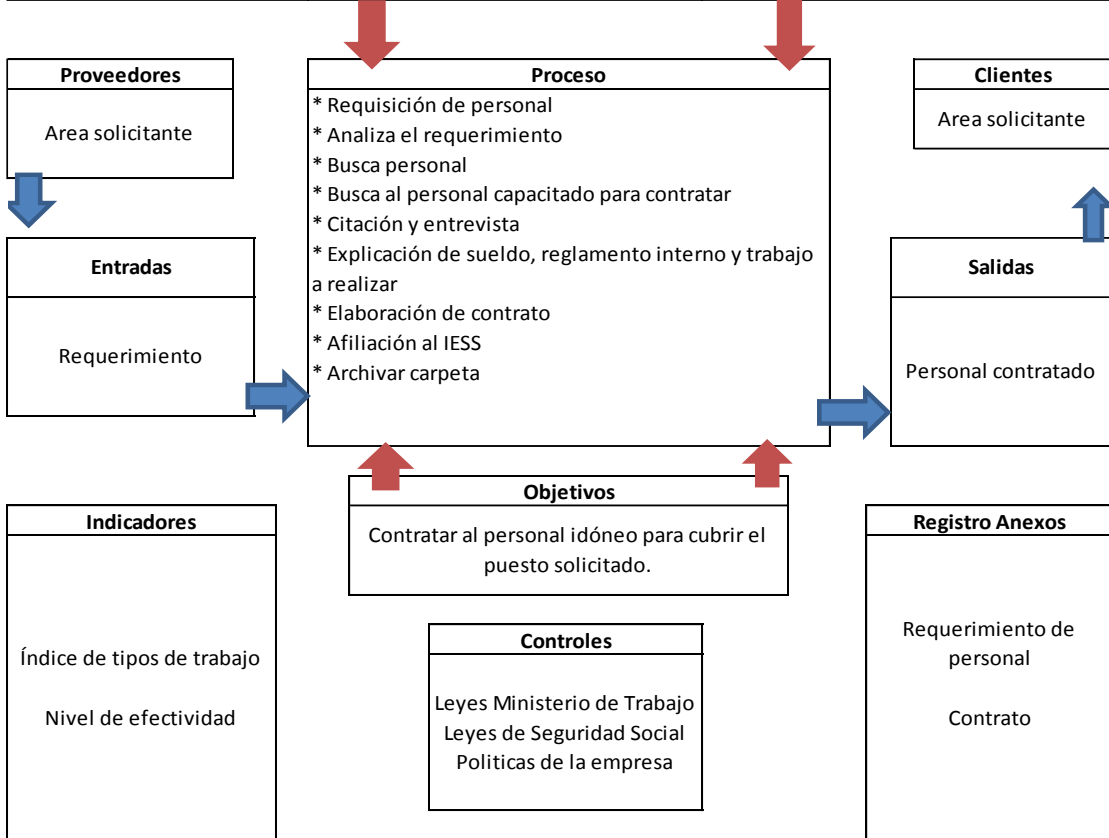 Proveedores
Area solicitante
Entradas
Requerimiento
Proceso
* Requisición de personal
* Analiza el requerimiento
* Busca personal
* Busca al personal capacitado para contratar
* Citación y entrevista
* Explicación de sueldo, reglamento interno y trabajo
a realizar
* Elaboración de contrato
* Afiliación al IESS
* Archivar carpeta
Clientes
Area solicitante
Salidas
Personal contratado
Objetivos
Contratar al personal idóneo para cubrir el
puesto solicitado.
Indicadores
Índice de tipos de trabajo
Nivel de efectividad
Controles
Leyes Ministerio de Trabajo
Leyes de Seguridad Social
Politicas de la empresa
Registro Anexos
Requerimiento de
personal
Contrato